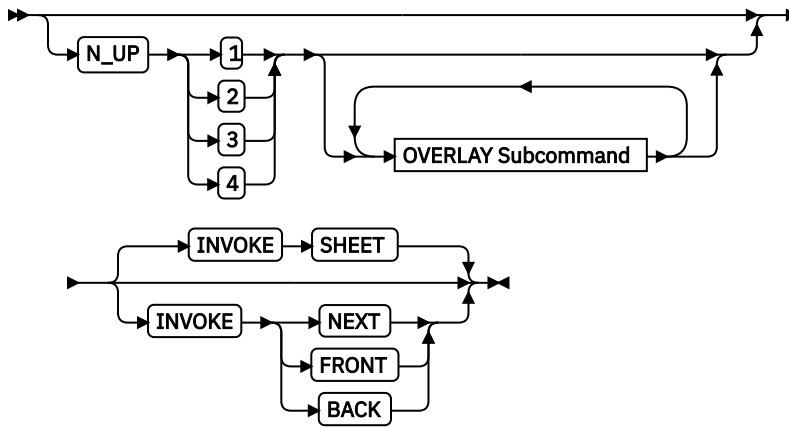 N_UP
1
2
3
4
OVERLAY Subcommand
INVOKE SHEET
INVOKE NEXT
FRONT
BACK